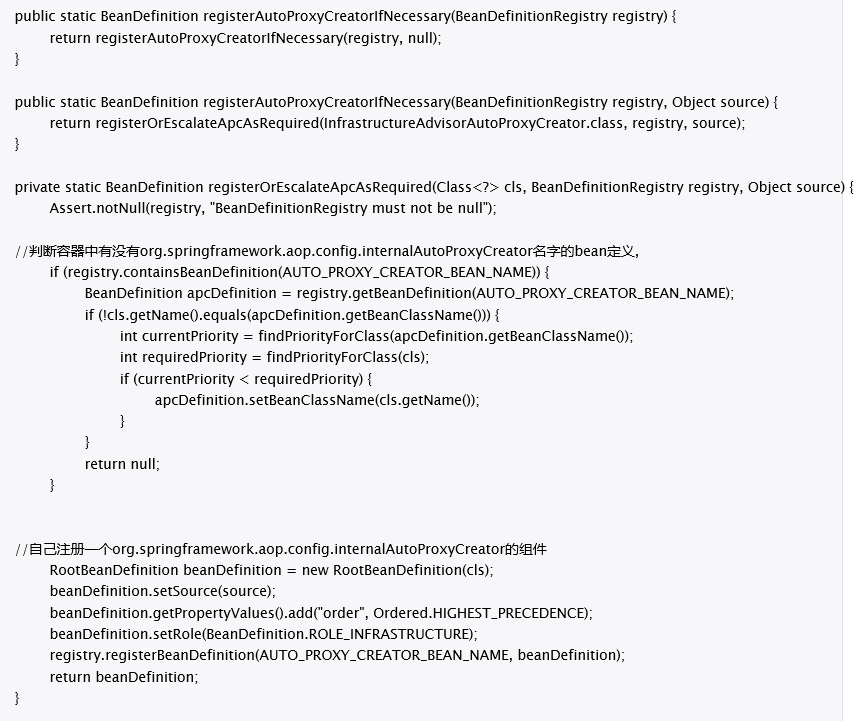 public static BeanDefinition registerAutoProxyCreatorIfNecessary(BeanDefinitionRegistry registry) {
return registerAutoProxyCreatorIfNecessary(registry, null);
}
public static BeanDefinition registerAutoProxyCreatorIfNecessary(BeanDefinitionRegistry registry, Object source) {
return registerOrEscalateApcAsRequired(InfrastructureAdvisorAutoProxyCreator.class, registry, source);
}
private static BeanDefinition registerOrEscalateApcAsRequired(Class<?> cls, BeanDefinitionRegistry registry, Object source) {
Assert.notNull(registry, "BeanDefinitionRegistry must not be null");
//判断容器中有没有org.springframework.aop.config.internalAutoProxyCreator名字的bean定义,
if (registry.containsBeanDefinition(AUTO_PROXY_CREATOR_BEAN_NAME)) {
BeanDefinition apcDefinition = registry.getBeanDefinition(AUTO_PROXY_CREATOR_BEAN_NAME);
if (!cls.getName().equals(apcDefinition.getBeanClassName())) {
int currentPriority = findPriorityForClass(apcDefinition.getBeanClassName());
int requiredPriority = findPriorityForClass(cls);
if (currentPriority < requiredPriority) {
apcDefinition.setBeanClassName(cls.getName());
}
}
return null;
}
//自己注册一个org.springframework.aop.config.internalAutoProxyCreator的组件
RootBeanDefinition beanDefinition = new RootBeanDefinition(cls);
beanDefinition.setSource(source);
beanDefinition.getPropertyValues().add("order", Ordered.HIGHEST_PRECEDENCE);
beanDefinition.setRole(BeanDefinition.ROLE_INFRASTRUCTURE);
registry.registerBeanDefinition(AUTO_PROXY_CREATOR_BEAN_NAME, beanDefinition);
return beanDefinition;
}